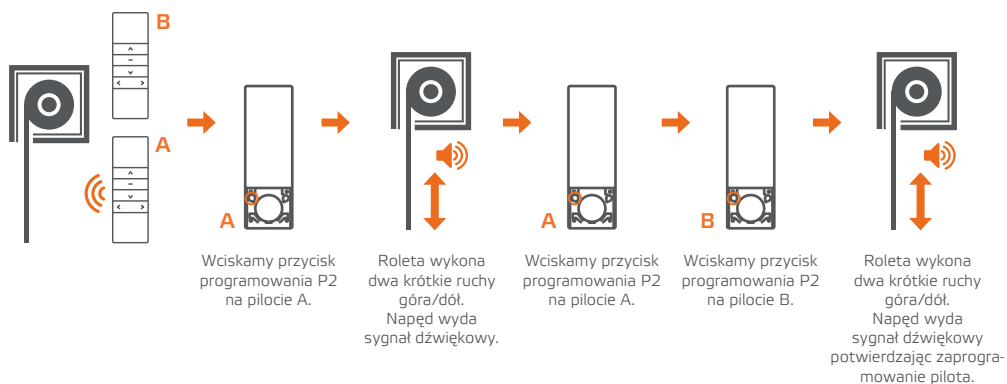 B
A
A
A
B
Wciskamy przycisk
programowania P2
na pilocie A.
Roleta wykona
dwa krótkie ruchy
góra/dół.
Napęd wyda
sygnał dźwiękowy.
Wciskamy przycisk
programowania P2
na pilocie A.
Wciskamy przycisk
programowania P2
na pilocie B.
Roleta wykona
dwa krótkie ruchy
góra/dół.
Napęd wyda
sygnał dźwiękowy
potwierdzając zaprogra-
mowanie pilota.